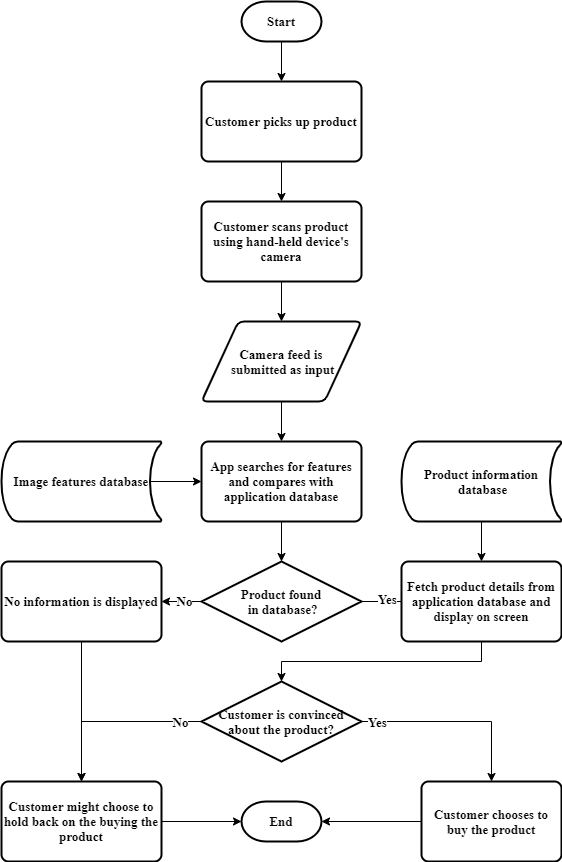 Start
Customer picks up product
Customer scans product
using hand-held device's
camera
Camera feed is
submitted as input
Image features database
App searches for features
and compares with
application database
Product information
database
No information is displayed
No
Product found
in database?
Yes
Fetch product details from
application database and
display on screen
No
Customer is convinced
about the product?
Yes
Customer might choose to
hold back on the buying the
product
End
Customer chooses to
buy the product